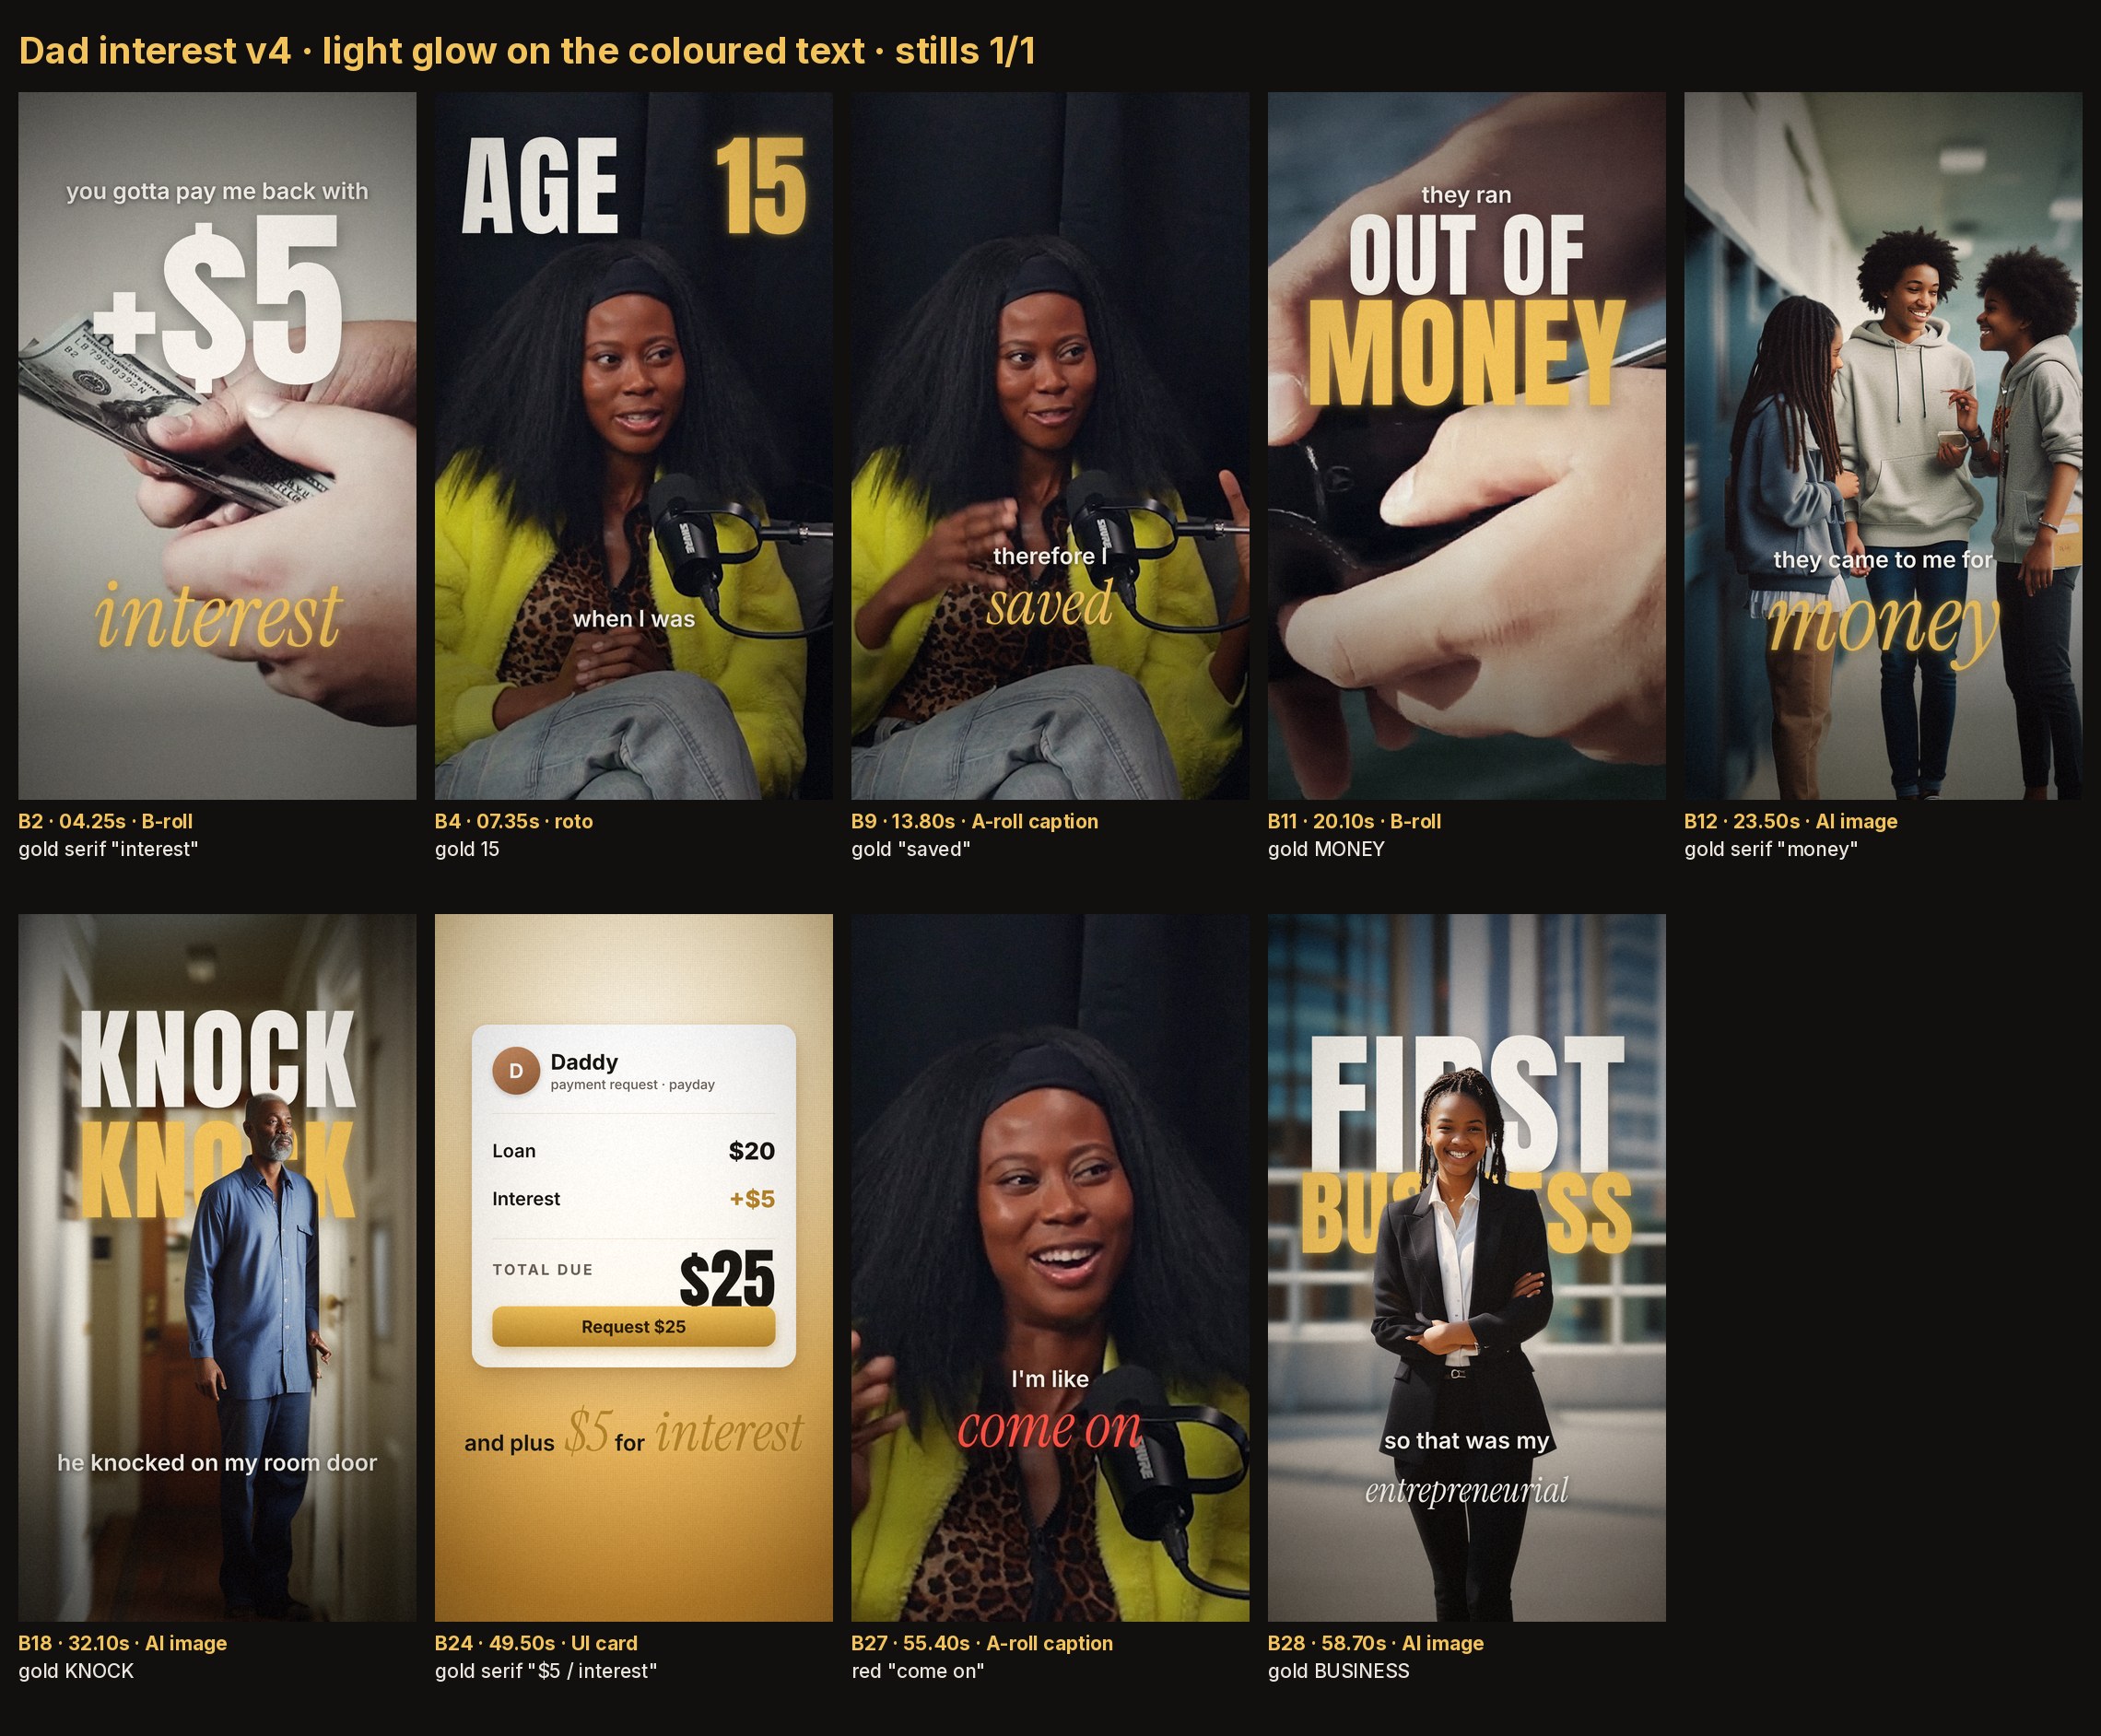 Dad interest v4 · light glow on the coloured text · stills 1/1
you gotta pay me back with
+$5
interest
B2 · 04.25s · B-roll
gold serif "interest"
AGE 15
SHURE
when I was
B4 · 07.35s · roto
gold 15
SHURE
therefore I
saved
B9 · 13.80s · A-roll caption
gold "saved"
they ran
OUT OF
MONEY
B11 · 20.10s · B-roll
gold MONEY
they came to me for
money
B12 · 23.50s · AI image
gold serif "money"
KNOCK
KNOCK
he knocked on my room door
B18 · 32.10s · AI image
gold KNOCK
D
Daddy
payment request · payday
Loan $20
Interest +$5
TOTAL DUE $25
Request $25
and plus $5 for interest
B24 · 49.50s · UI card
gold serif "$5 / interest"
I'm like
come on
SHURE
B27 · 55.40s · A-roll caption
red "come on"
FIRST
BUSINESS
so that was my
entrepreneurial
B28 · 58.70s · AI image
gold BUSINESS